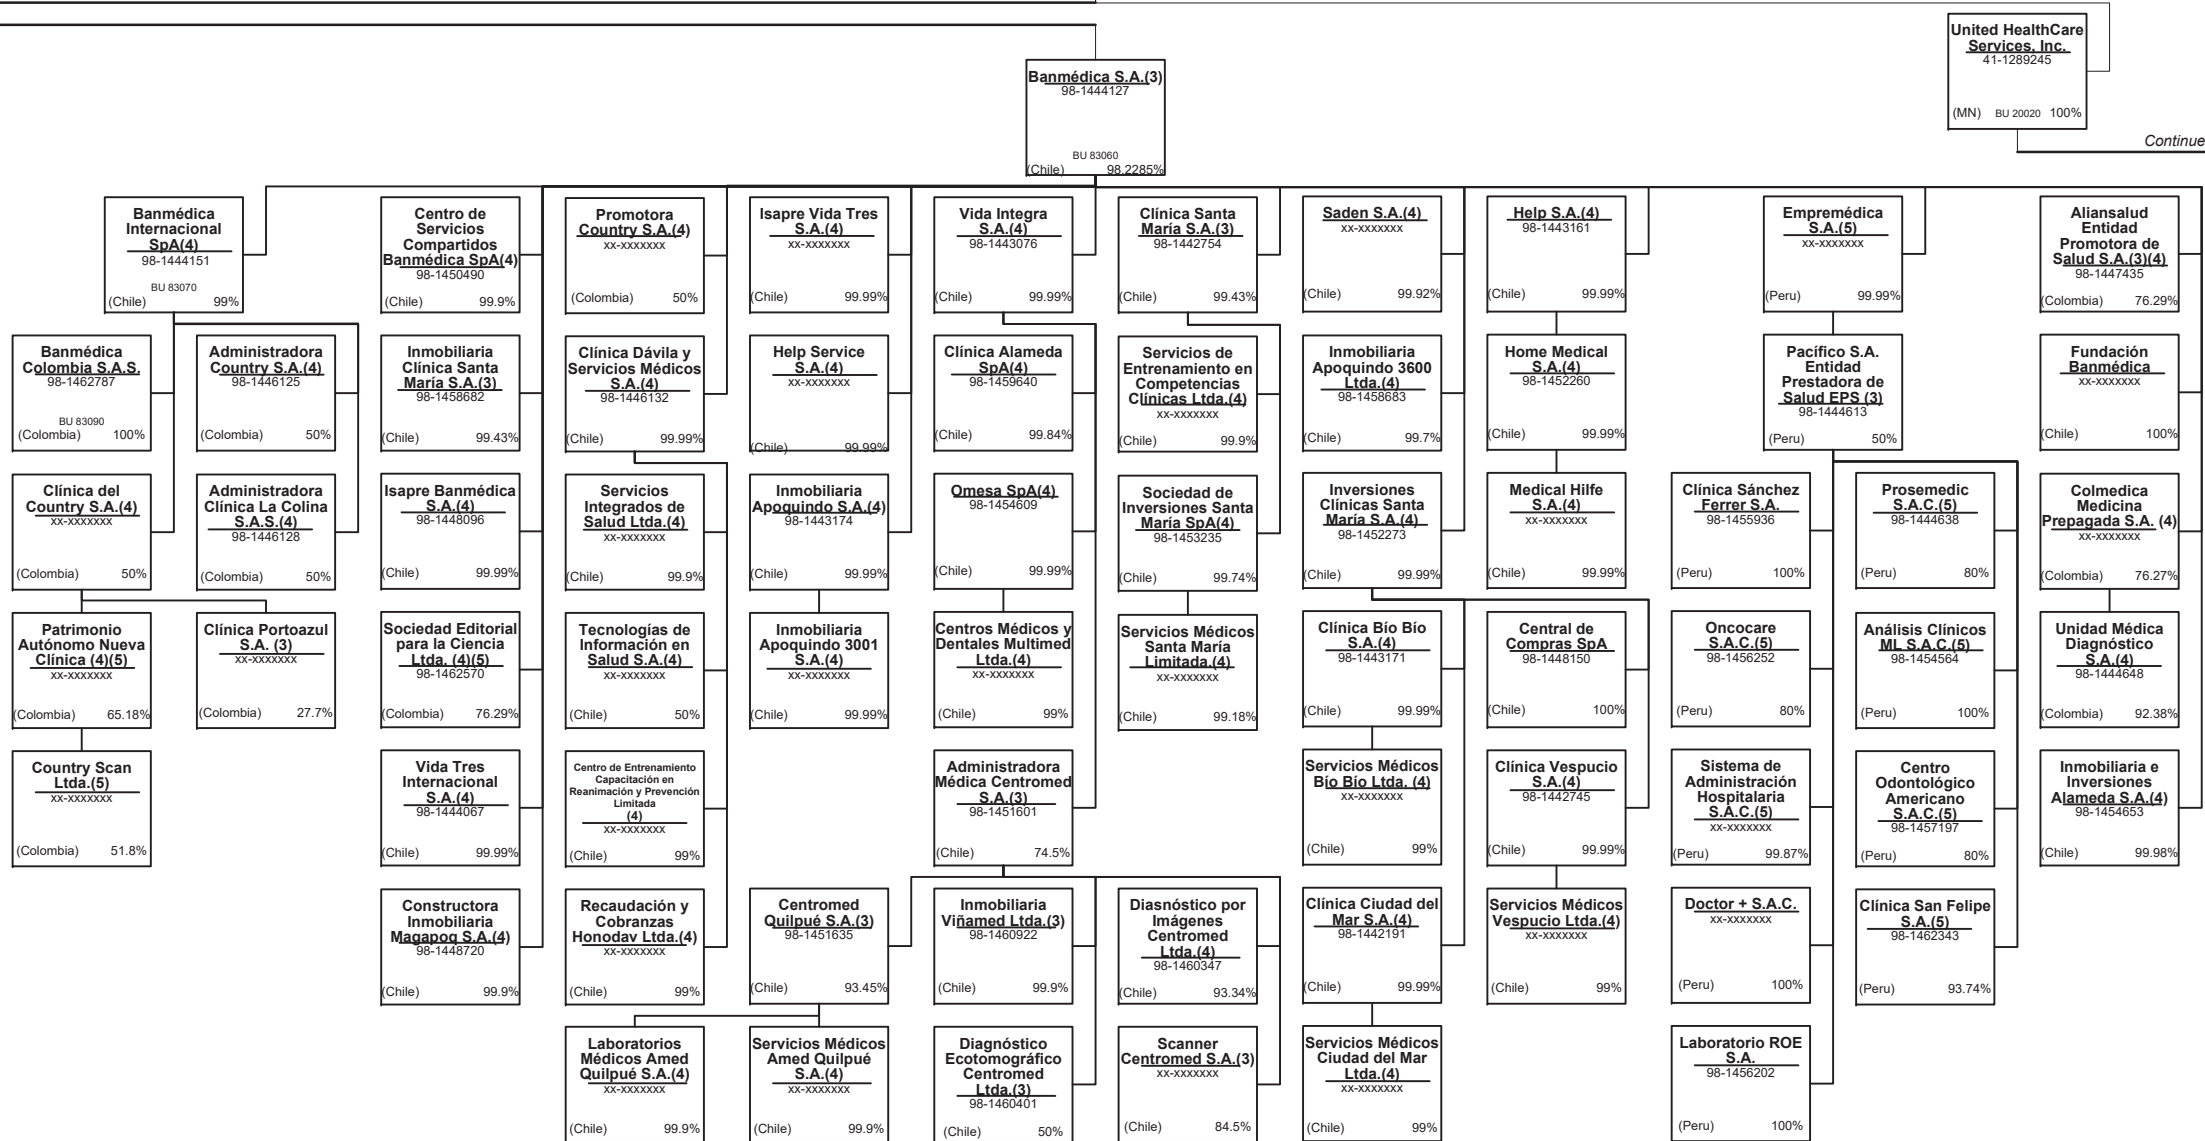 United HealthCare
Services, Inc.
41-1289245
(MN) BU 20020 100%
Continue
Banmédica S.A.(3)
98-1444127
BU 83060
(Chile) 98.2285%
Banmédica
Internacional
SpA(4)
98-1444151
BU 83070
(Chile) 99%
Centro de
Servicios
Compartidos
Banmédica SpA(4)
98-1450490
(Chile) 99.9%
Promotora
Country S.A.(4)
xx-xxxxxxx
(Colombia) 50%
Isapre Vida Tres
S.A.(4)
xx-xxxxxxx
(Chile) 99.99%
Vida Integra
S.A.(4)
98-1443076
(Chile) 99.99%
Clínica Santa
María S.A.(3)
98-1442754
(Chile) 99.43%
Saden S.A.(4)
xx-xxxxxxx
(Chile) 99.92%
Help S.A.(4)
98-1443161
(Chile) 99.99%
Empremédica
S.A.(5)
xx-xxxxxxx
(Peru) 99.99%
Aliansalud
Entidad
Promotora de
Salud S.A.(3)(4)
98-1447435
(Colombia) 76.29%
Banmédica
Colombia S.A.S.
98-1462787
BU 83090
(Colombia) 100%
Administradora
Country S.A.(4)
98-1446125
(Colombia) 50%
Inmobiliaria
Clínica Santa
María S.A.(3)
98-1458682
(Chile) 99.43%
Clínica Dávila y
Servicios Médicos
S.A.(4)
98-1446132
(Chile) 99.99%
Help Service
S.A.(4)
xx-xxxxxxx
(Chile) 99.99%
Clínica Alameda
SpA(4)
98-1459640
(Chile) 99.84%
Servicios de
Entrenamiento en
Competencias
Clínicas Ltda.(4)
xx-xxxxxxx
(Chile) 99.9%
Inmobiliaria
Apoquindo 3600
Ltda.(4)
98-1458683
(Chile) 99.7%
Home Medical
S.A.(4)
98-1452260
(Chile) 99.99%
Pacífico S.A.
Entidad
Prestadora de
Salud EPS (3)
98-1444613
(Peru) 50%
Fundación
Banmédica
xx-xxxxxxx
(Chile) 100%
Clínica del
Country S.A.(4)
xx-xxxxxxx
(Colombia) 50%
Administradora
Clínica La Colina
S.A.S.(4)
98-1446128
(Colombia) 50%
Isapre Banmédica
S.A.(4)
98-1448096
(Chile) 99.99%
Servicios
Integrados de
Salud Ltda.(4)
xx-xxxxxxx
(Chile) 99.9%
Inmobiliaria
Apoquindo S.A.(4)
98-1443174
(Chile) 99.99%
Omesa SpA(4)
98-1454609
(Chile) 99.99%
Sociedad de
Inversiones Santa
María SpA(4)
98-1453235
(Chile) 99.74%
Inversiones
Clínicas Santa
María S.A.(4)
98-1452273
(Chile) 99.99%
Medical Hilfe
S.A.(4)
xx-xxxxxxx
(Chile) 99.99%
Clínica Sánchez
Ferrer S.A.
98-1455936
(Peru) 100%
Prosemedic
S.A.C.(5)
98-1444638
(Peru) 80%
Colmedica
Medicina
Prepagada S.A. (4)
xx-xxxxxxx
(Colombia) 76.27%
Patrimonio
Autónomo Nueva
Clínica (4)(5)
xx-xxxxxxx
(Colombia) 65.18%
Clínica Portoazul
S.A. (3)
xx-xxxxxxx
(Colombia) 27.7%
Sociedad Editorial
para la Ciencia
Ltda. (4)(5)
98-1462570
(Colombia) 76.29%
Tecnologías de
Información en
Salud S.A.(4)
xx-xxxxxxx
(Chile) 50%
Inmobiliaria
Apoquindo 3001
S.A.(4)
xx-xxxxxxx
(Chile) 99.99%
Centros Médicos y
Dentales Multimed
Ltda.(4)
xx-xxxxxxx
(Chile) 99%
Servicios Médicos
Santa María
Limitada.(4)
xx-xxxxxxx
(Chile) 99.18%
Clínica Bío Bío
S.A.(4)
98-1443171
(Chile) 99.99%
Central de
Compras SpA
98-1448150
(Chile) 100%
Oncocare
S.A.C.(5)
98-1456252
(Peru) 80%
Análisis Clínicos
ML S.A.C.(5)
98-1454564
(Peru) 100%
Unidad Médica
Diagnóstico
S.A.(4)
98-1444648
(Colombia) 92.38%
Country Scan
Ltda.(5)
xx-xxxxxxx
(Colombia) 51.8%
Vida Tres
Internacional
S.A.(4)
98-1444067
(Chile) 99.99%
Centro de Entrenamiento
Capacitación en
Reanimación y Prevención
Limitada
(4)
xx-xxxxxxx
(Chile) 99%
Administradora
Médica Centromed
S.A.(3)
98-1451601
(Chile) 74.5%
Servicios Médicos
Bío Bío Ltda. (4)
xx-xxxxxxx
(Chile) 99%
Clínica Vespucio
S.A.(4)
98-1442745
(Chile) 99.99%
Sistema de
Administración
Hospitalaria
S.A.C.(5)
xx-xxxxxxx
(Peru) 99.87%
Centro
Odontológico
Americano
S.A.C.(5)
98-1457197
(Peru) 80%
Inmobiliaria e
Inversiones
Alameda S.A.(4)
98-1454653
(Chile) 99.98%
Constructora
Inmobiliaria
Magapoq S.A.(4)
98-1448720
(Chile) 99.9%
Recaudación y
Cobranzas
Honodav Ltda.(4)
xx-xxxxxxx
(Chile) 99%
Centromed
Quilpué S.A.(3)
98-1451635
(Chile) 93.45%
Inmobiliaria
Viñamed Ltda.(3)
98-1460922
(Chile) 99.9%
Diasnóstico por
Imágenes
Centromed
Ltda.(4)
98-1460347
(Chile) 93.34%
Clínica Ciudad del
Mar S.A.(4)
98-1442191
(Chile) 99.99%
Servicios Médicos
Vespucio Ltda.(4)
xx-xxxxxxx
(Chile) 99%
Doctor + S.A.C.
xx-xxxxxxx
(Peru) 100%
Clínica San Felipe
S.A.(5)
98-1462343
(Peru) 93.74%
Laboratorios
Médicos Amed
Quilpué S.A.(4)
xx-xxxxxxx
(Chile) 99.9%
Servicios Médicos
Amed Quilpué
S.A.(4)
xx-xxxxxxx
(Chile) 99.9%
Diagnóstico
Ecotomográfico
Centromed
Ltda.(3)
98-1460401
(Chile) 50%
Scanner
Centromed S.A.(3)
xx-xxxxxxx
(Chile) 84.5%
Servicios Médicos
Ciudad del Mar
Ltda.(4)
xx-xxxxxxx
(Chile) 99%
Laboratorio ROE
S.A.
98-1456202
(Peru) 100%